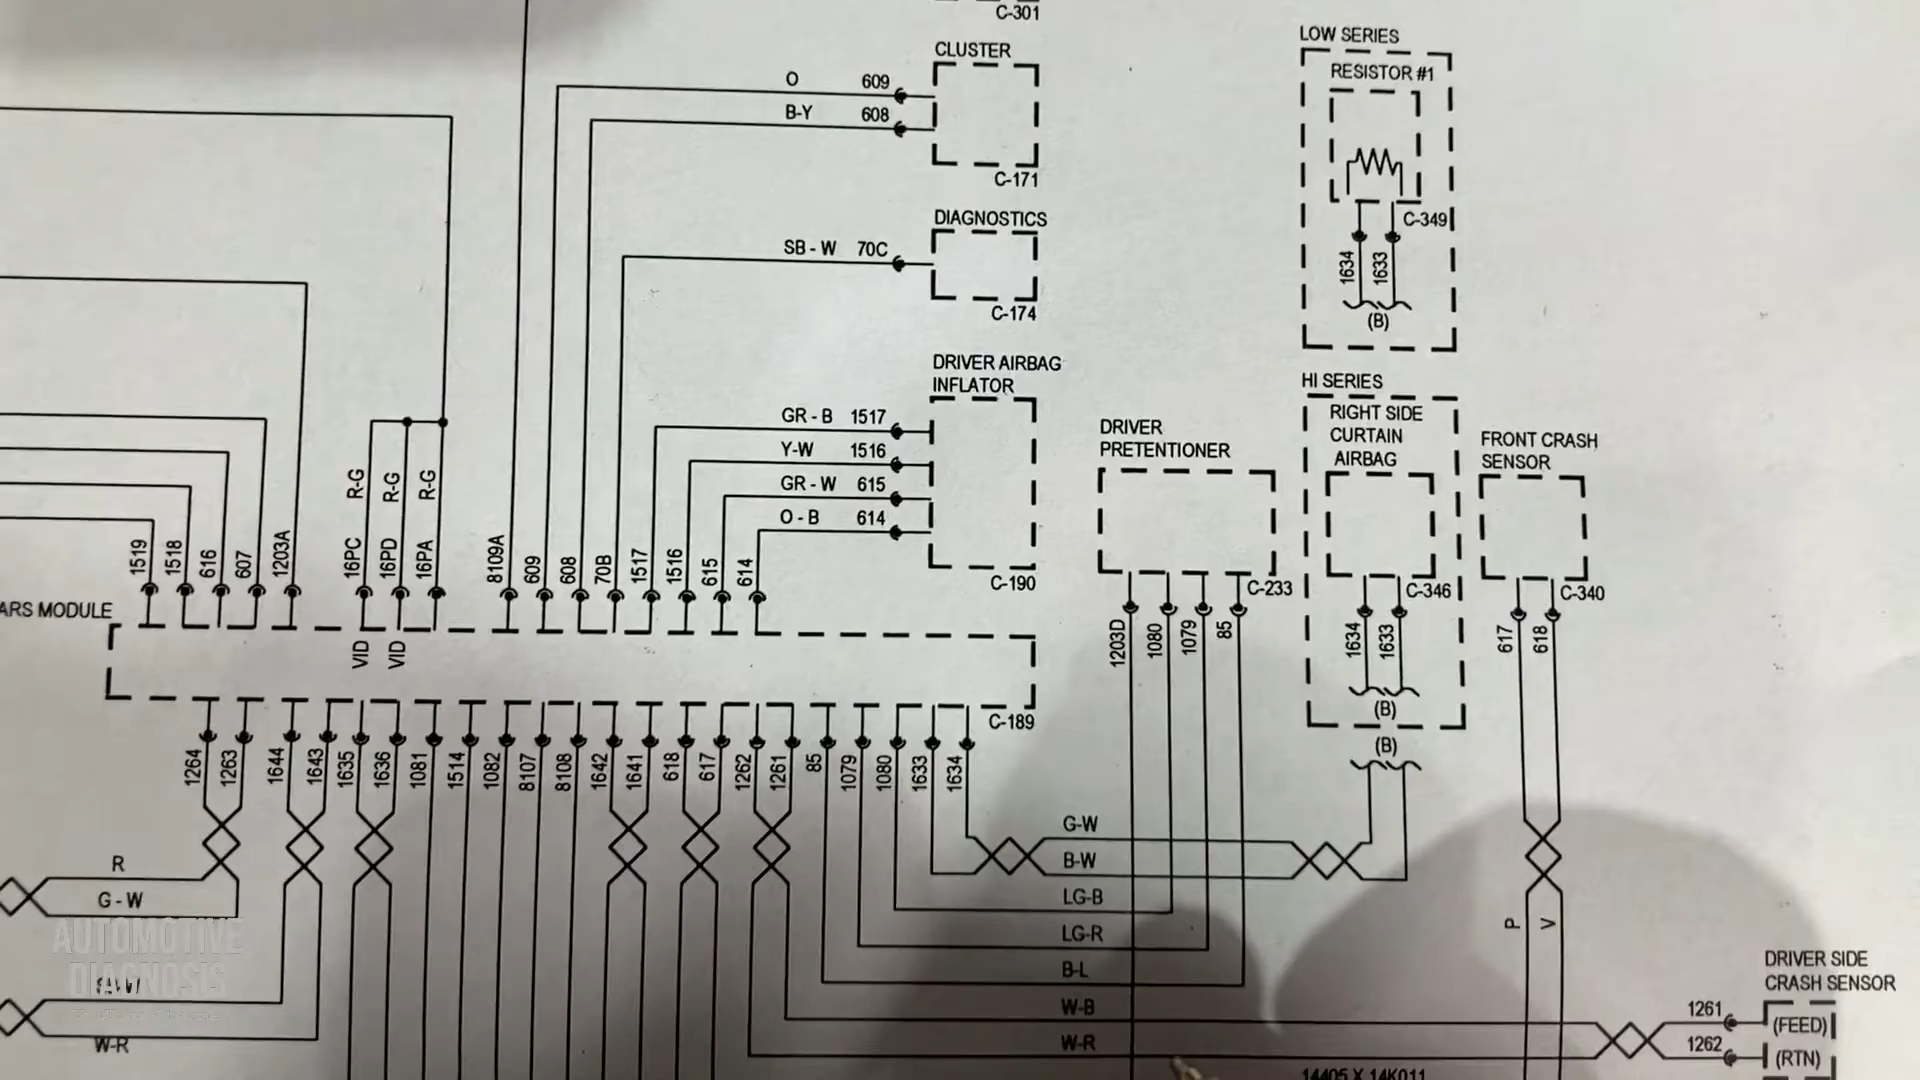 C-301
CLUSTER
O 609
B-Y 608
C-171
DIAGNOSTICS
SB - W 70C
C-174
DRIVER AIRBAG
INFLATOR
GR - B 1517
Y-W 1516
GR - W 615
O - B 614
C-190
LOW SERIES
RESISTOR #1
C-349
1634
1633
(B)
HI SERIES
RIGHT SIDE
CURTAIN
AIRBAG
C-346
1634
1633
(B)
(B)
DRIVER
PRETENTIONER
C-233
1203D
1080
1079
85
FRONT CRASH
SENSOR
C-340
617
618
R-G
R-G
R-G
1519
1518
616
607
1203A
16PC
16PD
16PA
8109A
609
608
70B
1517
1516
615
614
ARS MODULE
VID
VID
C-189
1264
1263
1644
1643
1635
1636
1081
1514
1082
8107
8108
1642
1641
618
617
1262
1261
85
1079
1080
1633
1634
R
G - W
AUTOMOTIVE
DIAGNOSIS
W-R
G-W
B-W
LG-B
LG-R
B-L
W-B
W-R
P
V
DRIVER SIDE
CRASH SENSOR
1261 (FEED)
1262 (RTN)
14405 X 14K011